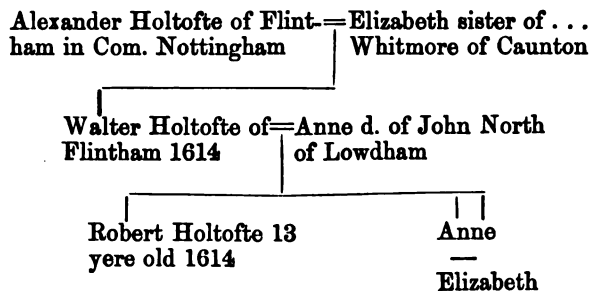 Alexander Holtofte of Flint-=Elizabeth sister of . . .
ham in Com. Nottingham Whitmore of Caunton
Walter Holtofte of=Anne d. of John North
Flintham 1614 of Lowdham
Robert Holtofte 13 Anne
yere old 1614 —
Elizabeth